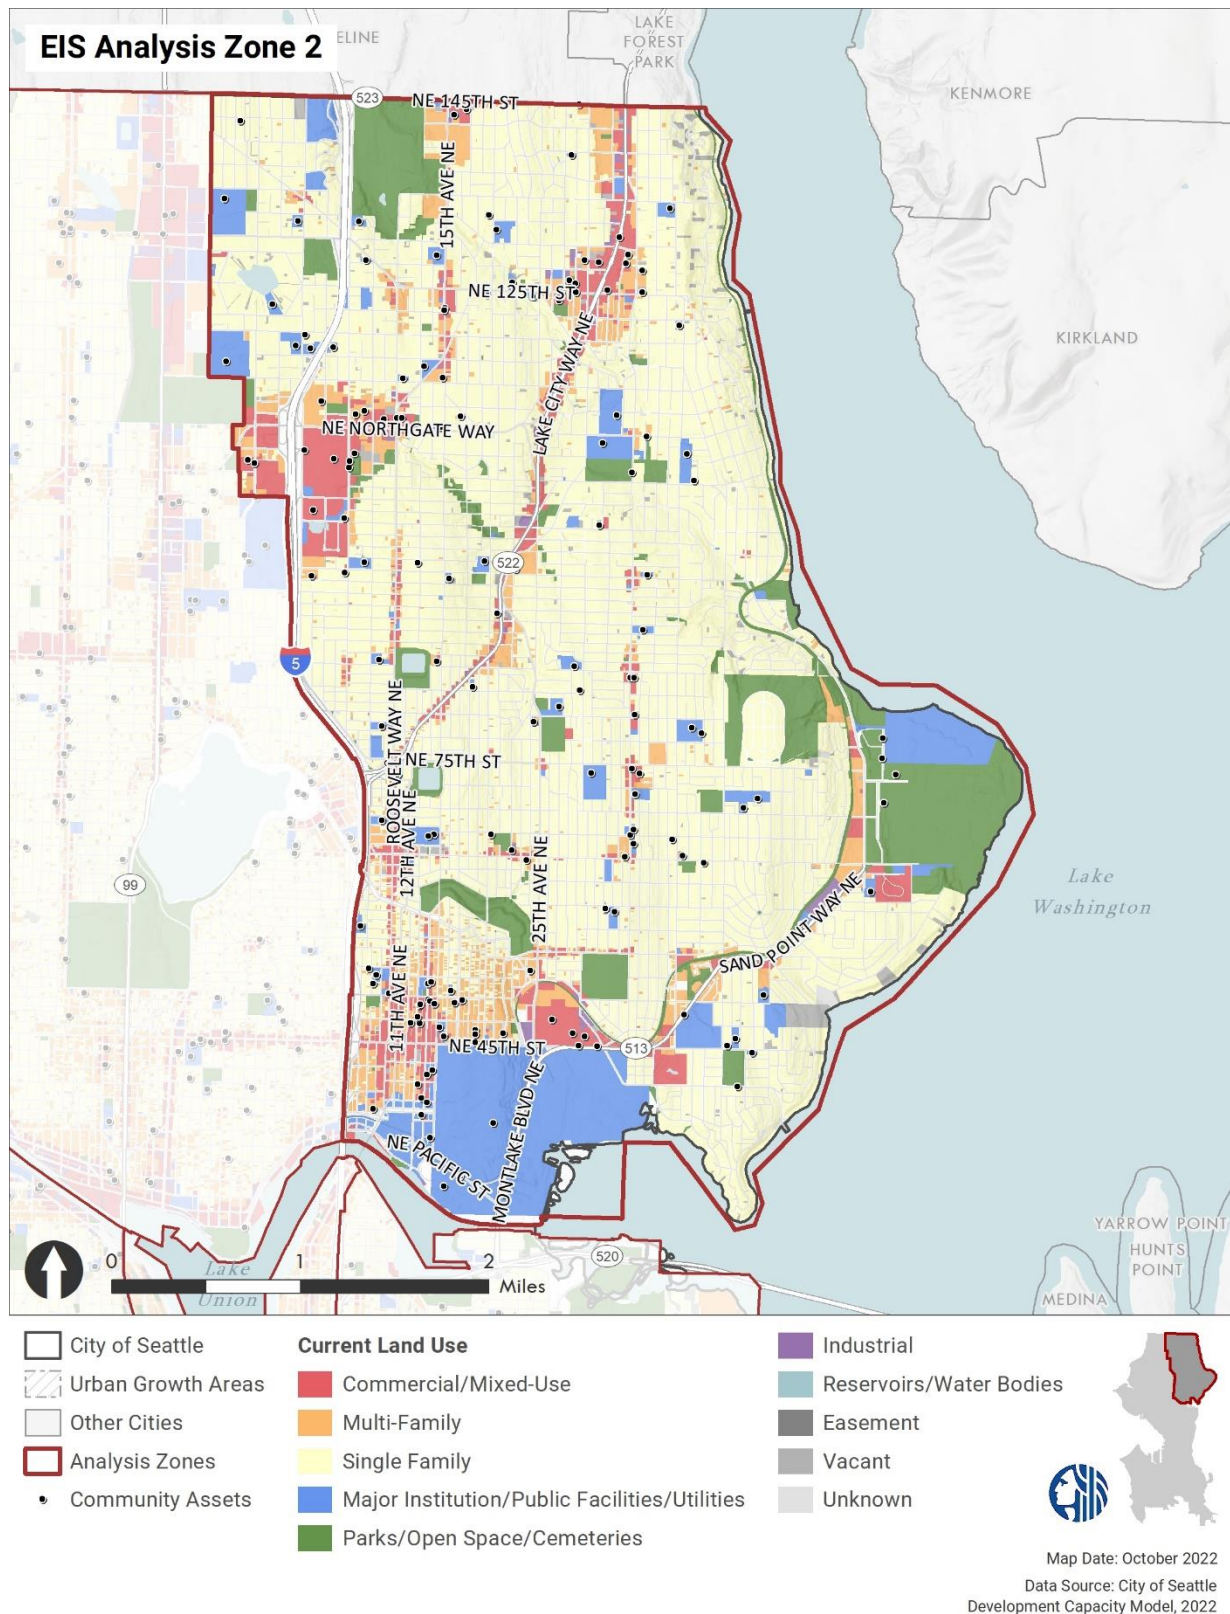 EIS Analysis Zone 2
ELINE
LAKE
FOREST
PARK
KENMORE
523
NE 145TH ST
15TH AVE NE
NE 125TH ST
KIRKLAND
LAKE CITY WAY NE
NE NORTHGATE WAY
522
5
ROOSEVELT WAY NE
NE 75TH ST
12TH AVE NE
25TH AVE NE
99
Lake
Washington
SAND POINT WAY NE
11TH AVE NE
NE 45TH ST
513
MONTLAKE BLVD NE
NE PACIFIC ST
YARROW POINT
HUNTS
POINT
520
MEDINA
0 1 2
Miles
Lake
Union
City of Seattle
Urban Growth Areas
Other Cities
Analysis Zones
Community Assets
Current Land Use
Commercial/Mixed-Use
Multi-Family
Single Family
Major Institution/Public Facilities/Utilities
Parks/Open Space/Cemeteries
Industrial
Reservoirs/Water Bodies
Easement
Vacant
Unknown
Map Date: October 2022
Data Source: City of Seattle
Development Capacity Model, 2022